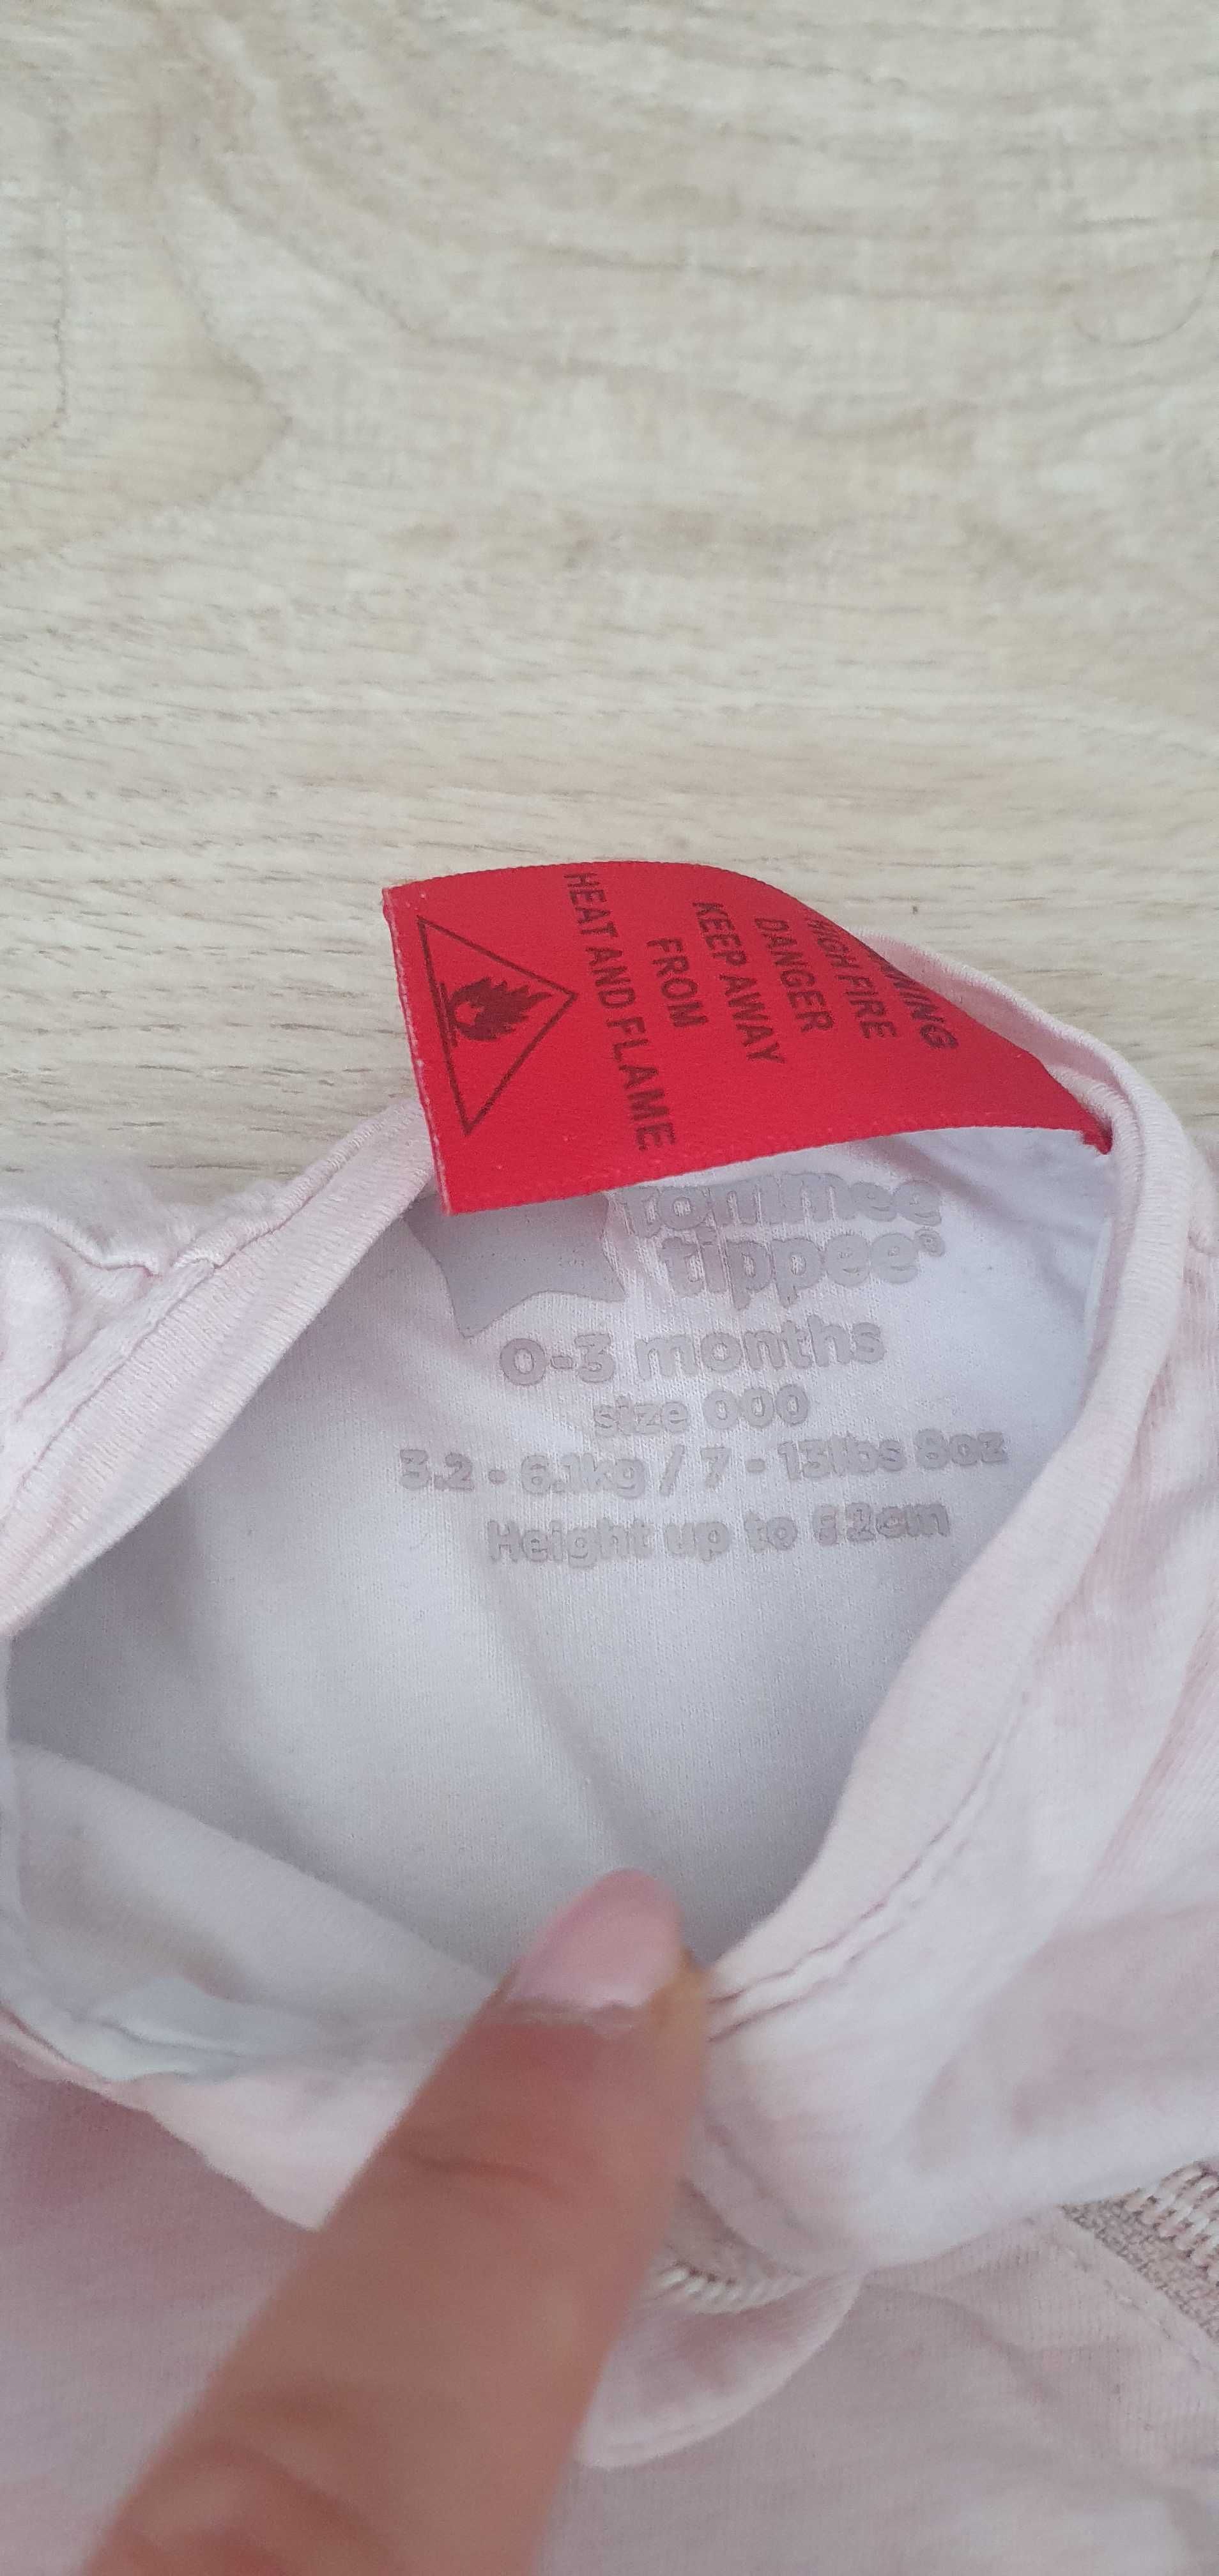 HIGH FIRE
DANGER
KEEP AWAY
FROM
HEAT AND FLAME
tommee
tippee®
0-3 months
size 000
3.2 - 6.1kg / 7 - 13lbs 8oz
Height up to